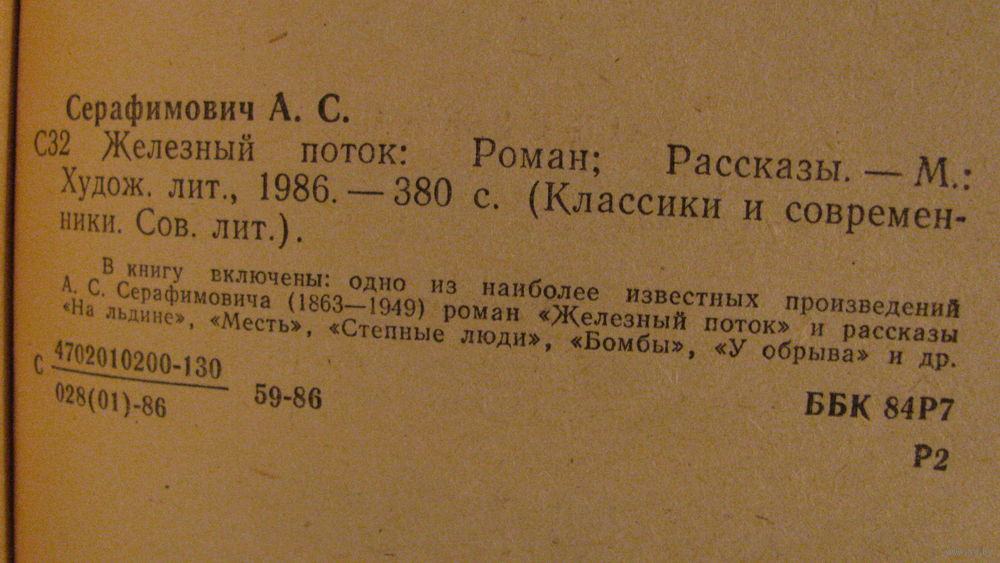 Серафимович А. С.
С32 Железный поток: Роман; Рассказы. — М.:
Худож. лит., 1986. — 380 с. (Классики и современ-
ники. Сов. лит.).
В книгу включены: одно из наиболее известных произведений
А. С. Серафимовича (1863—1949) роман «Железный поток» и рассказы
«На льдине», «Месть», «Степные люди», «Бомбы», «У обрыва» и др.
С 4702010200-130
028(01)-86 59-86
ББК 84Р7
Р2